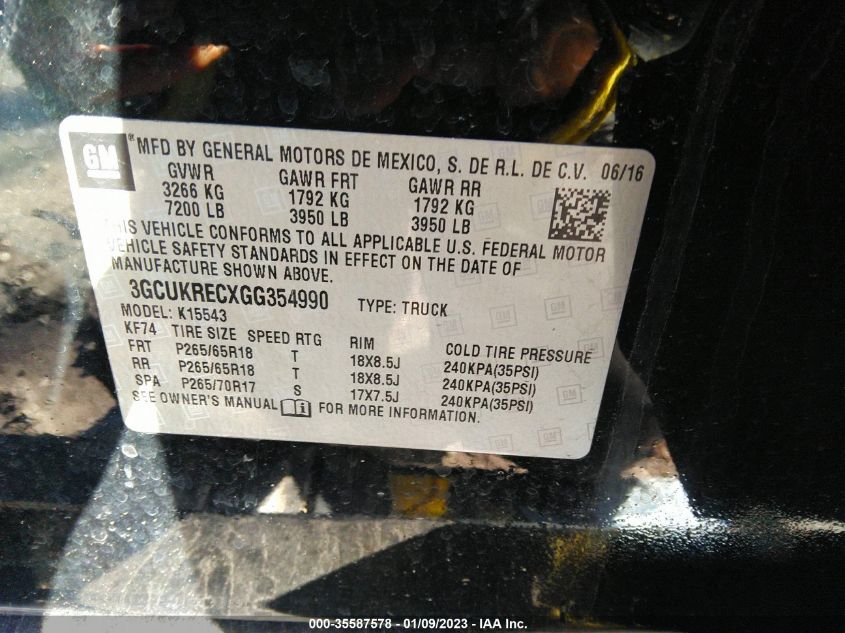 GM
® MFD BY GENERAL MOTORS DE MEXICO, S. DE R.L. DE C.V. 06/16
GVWR GAWR FRT GAWR RR
3266 KG 1792 KG 1792 KG
7200 LB 3950 LB 3950 LB
THIS VEHICLE CONFORMS TO ALL APPLICABLE U.S. FEDERAL MOTOR
VEHICLE SAFETY STANDARDS IN EFFECT ON THE DATE OF
MANUFACTURE SHOWN ABOVE.
3GCUKRECXGG354990 TYPE: TRUCK
MODEL: K15543
KF74 TIRE SIZE SPEED RTG RIM COLD TIRE PRESSURE
FRT P265/65R18 T 18X8.5J 240KPA(35PSI)
RR P265/65R18 T 18X8.5J 240KPA(35PSI)
SPA P265/70R17 S 17X7.5J 240KPA(35PSI)
SEE OWNER'S MANUAL FOR MORE INFORMATION.
000-35587578 - 01/09/2023 - IAA Inc.